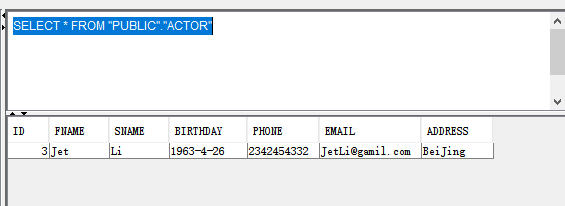 SELECT * FROM "PUBLIC"."ACTOR"
ID FNAME SNAME BIRTHDAY PHONE EMAIL ADDRESS
3 Jet Li 1963-4-26 2342454332 JetLi@gamil.com BeiJing